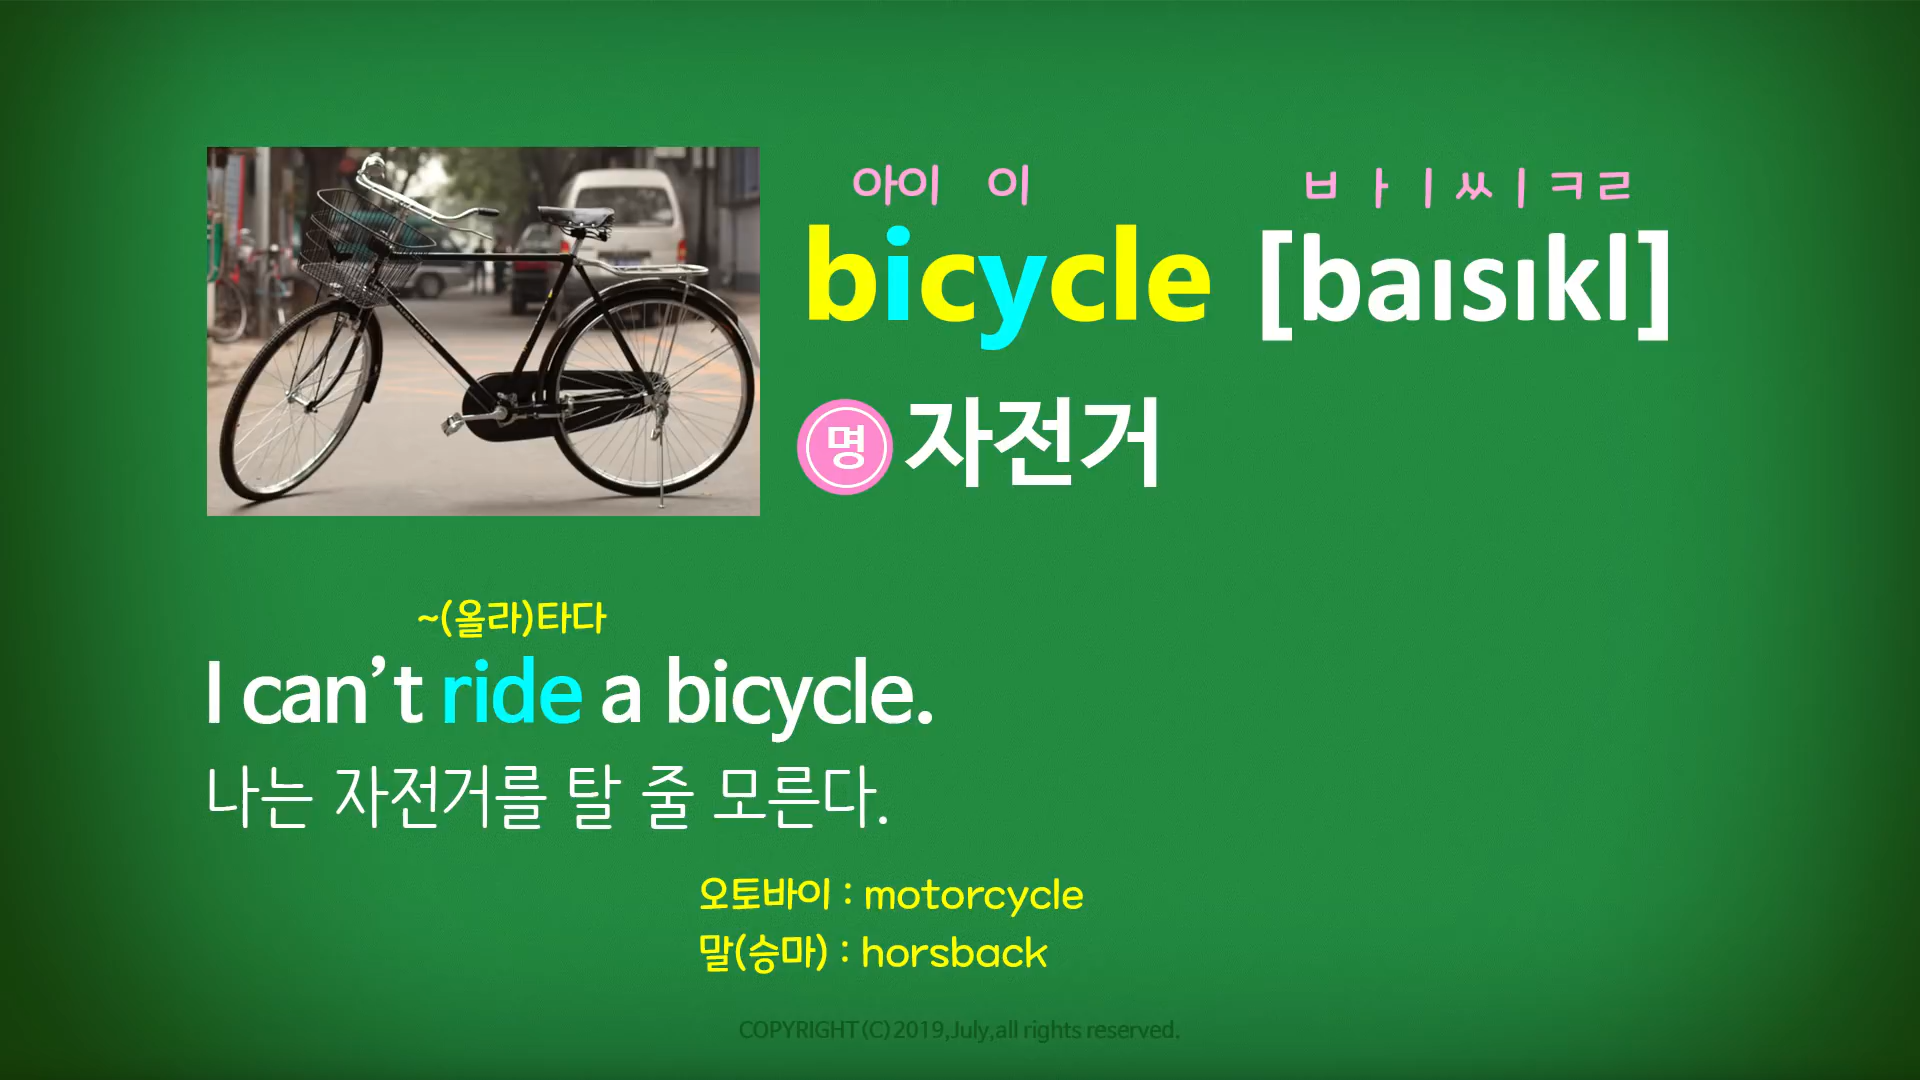 아이 이
ㅂ ㅏ ㅣ ㅆ ㅣ ㅋ ㄹ
bicycle [baısıkl]
명 자전거
~(올라)타다
I can’t ride a bicycle.
나는 자전거를 탈 줄 모른다.
오토바이 : motorcycle
말(승마) : horsback
COPYRIGHT (C) 2019,July,all rights reserved.